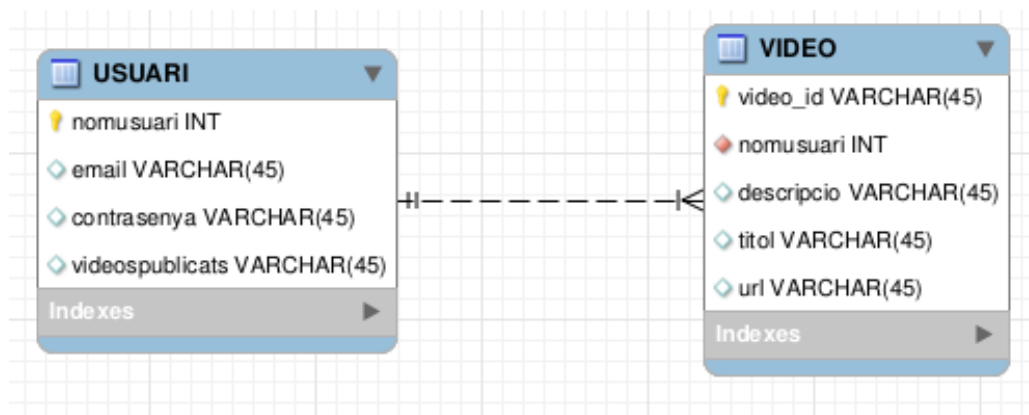 USUARI
nomusuari INT
email VARCHAR(45)
contrasenya VARCHAR(45)
videospublicats VARCHAR(45)
Indexes
VIDEO
video_id VARCHAR(45)
nomusuari INT
descripcio VARCHAR(45)
titol VARCHAR(45)
url VARCHAR(45)
Indexes